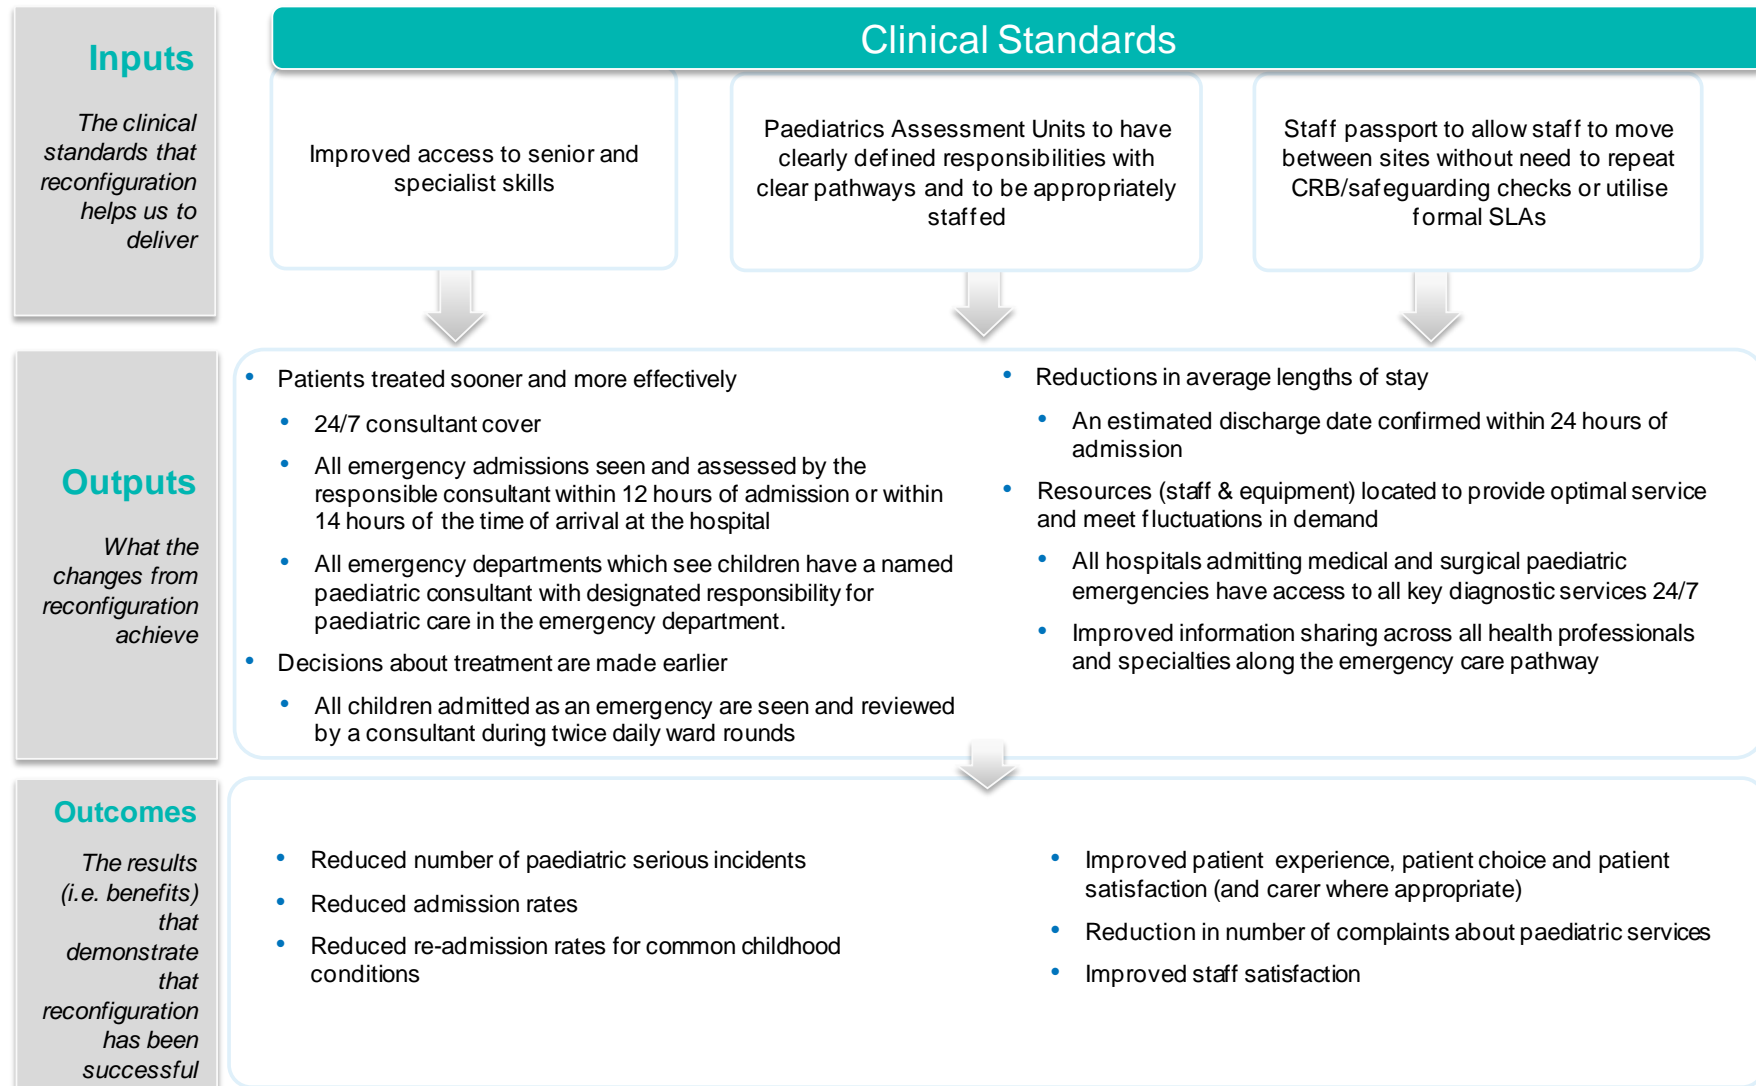 Inputs
The clinical
standards that
reconfiguration
helps us to
deliver
Clinical Standards
Improved access to senior and
specialist skills
Paediatrics Assessment Units to have
clearly defined responsibilities with
clear pathways and to be appropriately
staffed
Staff passport to allow staff to move
between sites without need to repeat
CRB/safeguarding checks or utilise
formal SLAs
Outputs
What the
changes from
reconfiguration
achieve
• Patients treated sooner and more effectively
• 24/7 consultant cover
• All emergency admissions seen and assessed by the
responsible consultant within 12 hours of admission or within
14 hours of the time of arrival at the hospital
• All emergency departments which see children have a named
paediatric consultant with designated responsibility for
paediatric care in the emergency department.
• Decisions about treatment are made earlier
• All children admitted as an emergency are seen and reviewed
by a consultant during twice daily ward rounds
• Reductions in average lengths of stay
• An estimated discharge date confirmed within 24 hours of
admission
• Resources (staff & equipment) located to provide optimal service
and meet fluctuations in demand
• All hospitals admitting medical and surgical paediatric
emergencies have access to all key diagnostic services 24/7
• Improved information sharing across all health professionals
and specialties along the emergency care pathway
Outcomes
The results
(i.e. benefits)
that
demonstrate
that
reconfiguration
has been
successful
• Reduced number of paediatric serious incidents
• Reduced admission rates
• Reduced re-admission rates for common childhood
conditions
• Improved patient experience, patient choice and patient
satisfaction (and carer where appropriate)
• Reduction in number of complaints about paediatric services
• Improved staff satisfaction